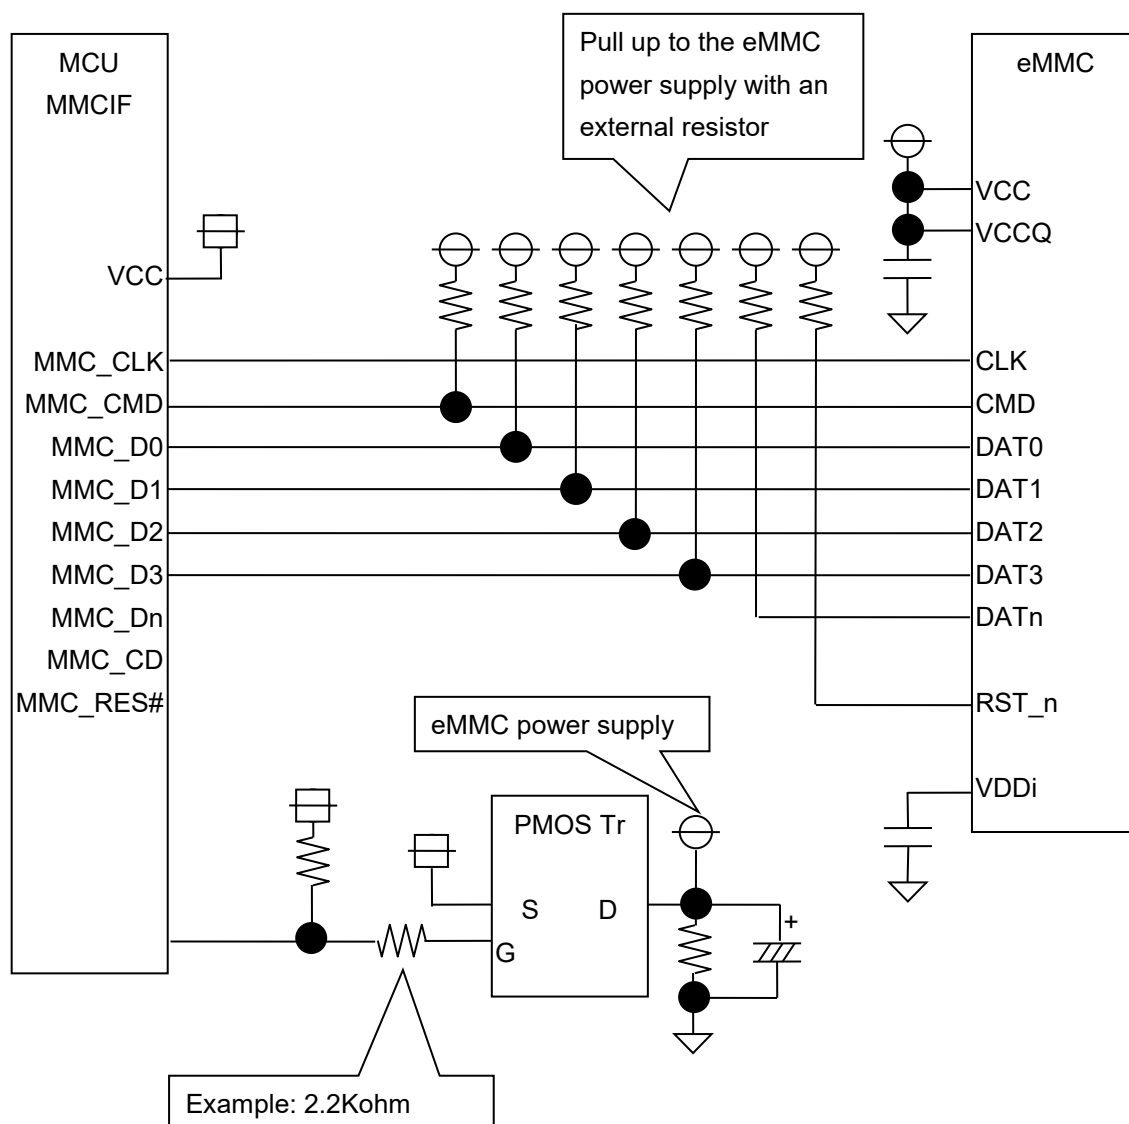 MCU
MMCIF
VCC
MMC_CLK
MMC_CMD
MMC_D0
MMC_D1
MMC_D2
MMC_D3
MMC_Dn
MMC_CD
MMC_RES#
Pull up to the eMMC
power supply with an
external resistor
eMMC
VCC
VCCQ
CLK
CMD
DAT0
DAT1
DAT2
DAT3
DATn
RST_n
VDDi
eMMC power supply
PMOS Tr
S D
G
+
Example: 2.2Kohm